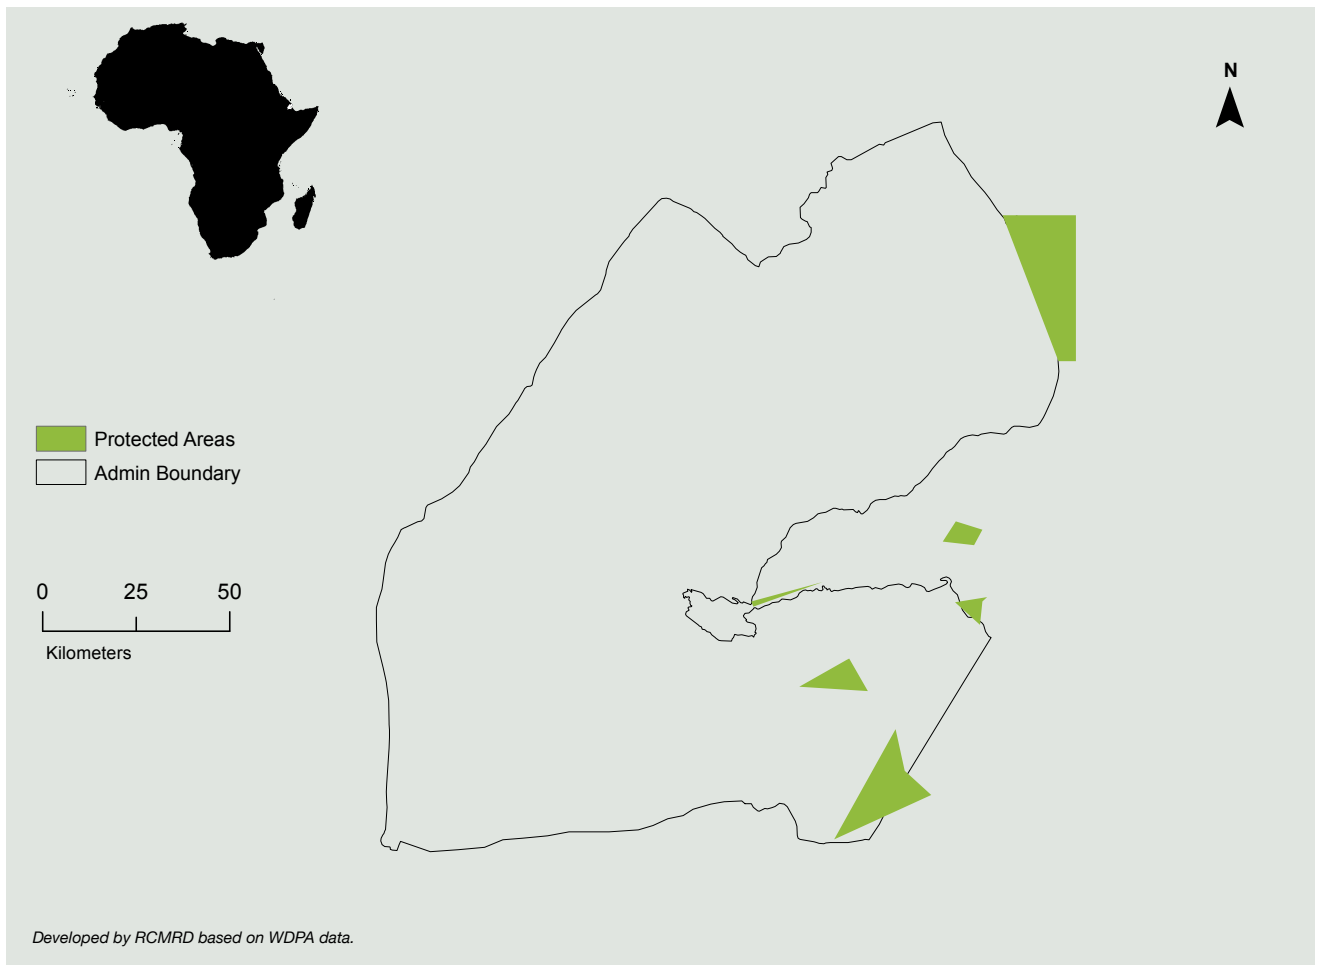 N
Protected Areas
Admin Boundary
0 25 50
Kilometers
Developed by RCMRD based on WDPA data.